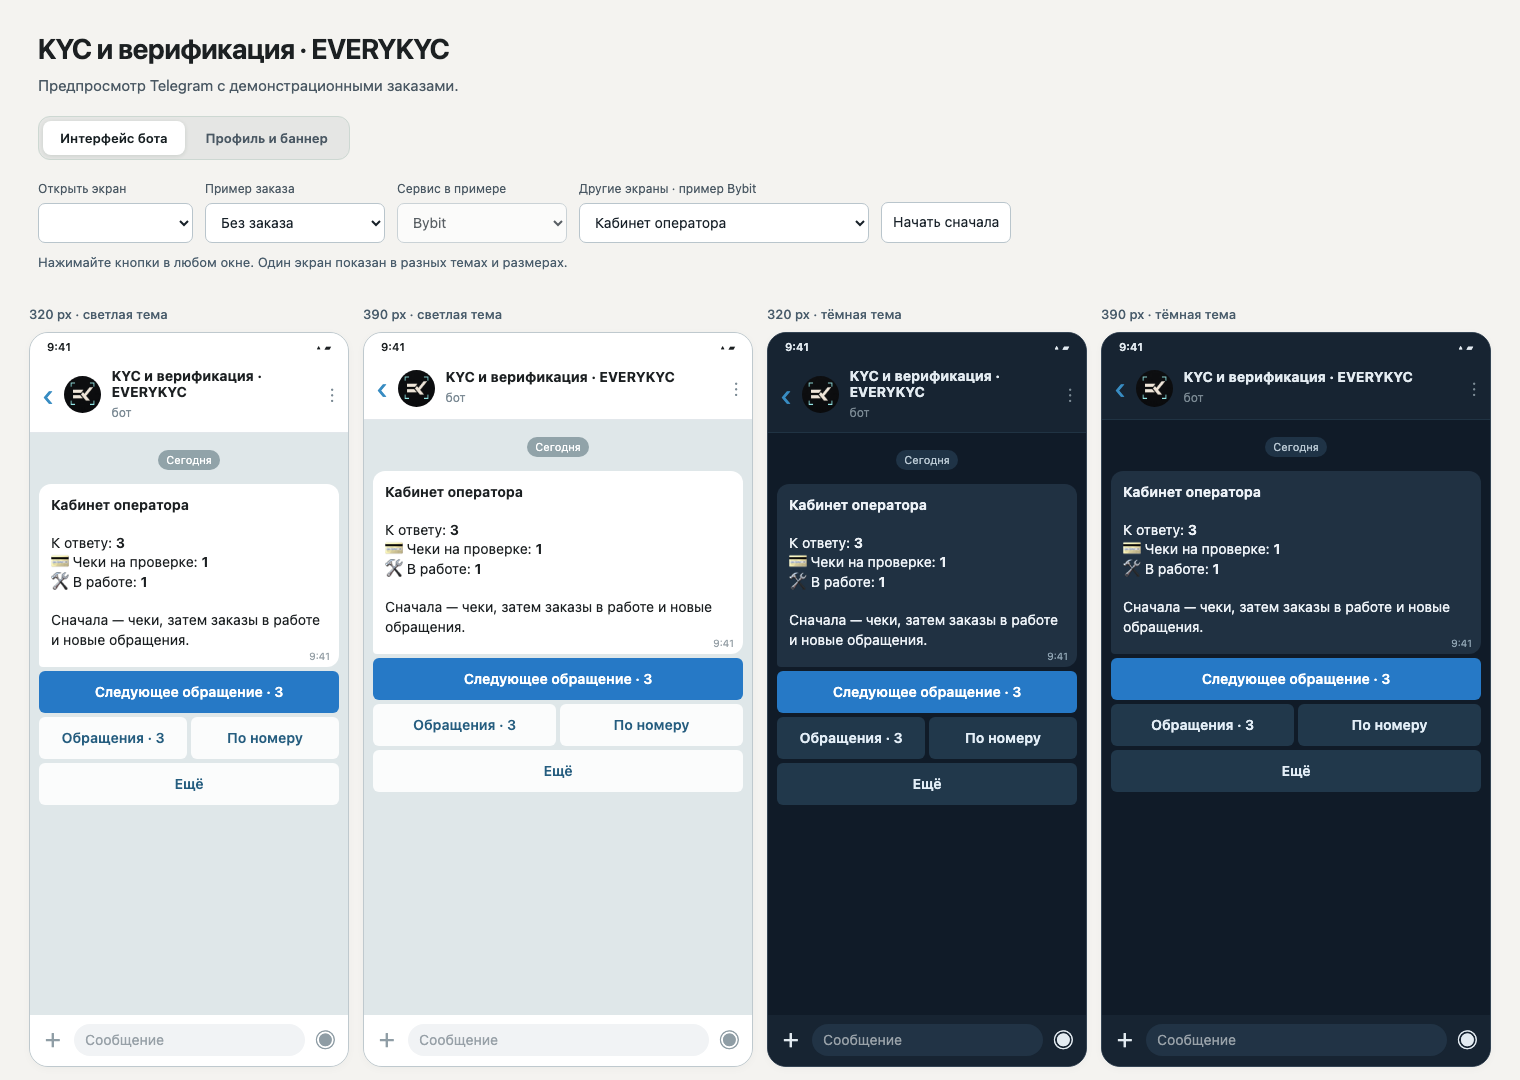 KYC и верификация · EVERYKYC
Предпросмотр Telegram с демонстрационными заказами.
Интерфейс бота
Профиль и баннер
Открыть экран
Пример заказа
Сервис в примере
Другие экраны · пример Bybit
Без заказа
Bybit
Кабинет оператора
Начать сначала
Нажимайте кнопки в любом окне. Один экран показан в разных темах и размерах.
320 px · светлая тема
9:41
KYC и верификация ·
EVERYKYC
бот
Сегодня
Кабинет оператора
К ответу: 3
💳 Чеки на проверке: 1
🛠 В работе: 1
Сначала — чеки, затем заказы в работе
и новые обращения.
9:41
Следующее обращение · 3
Обращения · 3
По номеру
Ещё
Сообщение
390 px · светлая тема
9:41
KYC и верификация · EVERYKYC
бот
Сегодня
Кабинет оператора
К ответу: 3
💳 Чеки на проверке: 1
🛠 В работе: 1
Сначала — чеки, затем заказы в работе и новые
обращения.
9:41
Следующее обращение · 3
Обращения · 3
По номеру
Ещё
Сообщение
320 px · тёмная тема
9:41
KYC и верификация ·
EVERYKYC
бот
Сегодня
Кабинет оператора
К ответу: 3
💳 Чеки на проверке: 1
🛠 В работе: 1
Сначала — чеки, затем заказы в работе
и новые обращения.
9:41
Следующее обращение · 3
Обращения · 3
По номеру
Ещё
Сообщение
390 px · тёмная тема
9:41
KYC и верификация · EVERYKYC
бот
Сегодня
Кабинет оператора
К ответу: 3
💳 Чеки на проверке: 1
🛠 В работе: 1
Сначала — чеки, затем заказы в работе и новые
обращения.
9:41
Следующее обращение · 3
Обращения · 3
По номеру
Ещё
Сообщение